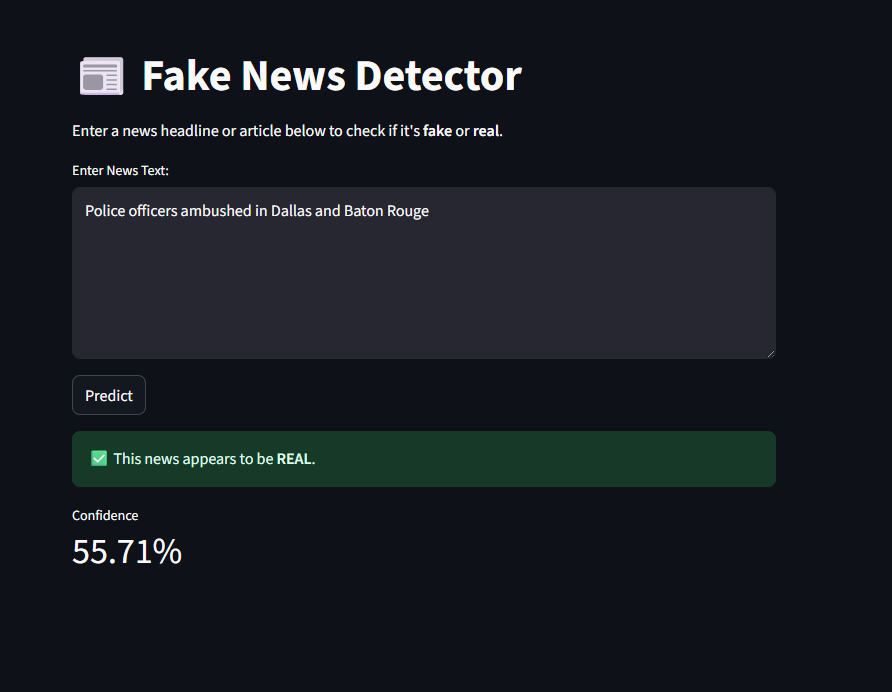 Fake News Detector
Enter a news headline or article below to check if it's fake or real.
Enter News Text:
Police officers ambushed in Dallas and Baton Rouge
Predict
This news appears to be REAL.
Confidence
55.71%